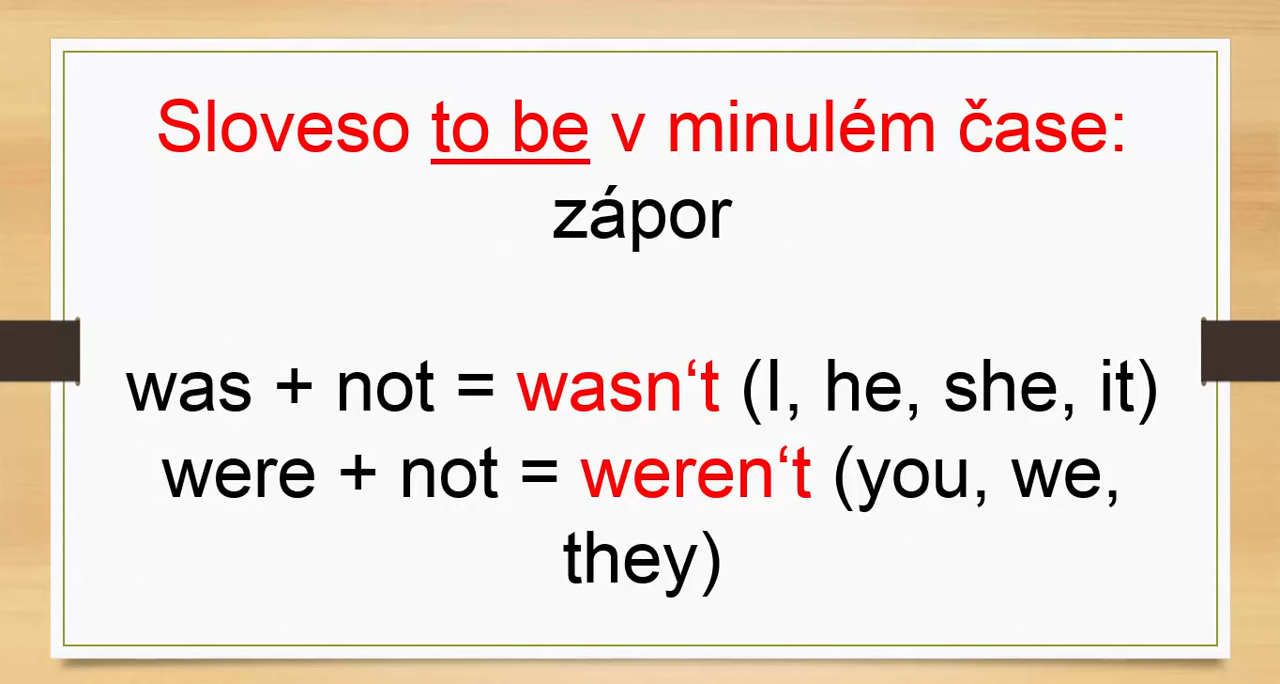 Sloveso to be v minulém čase:
zápor
was + not = wasn‘t (I, he, she, it)
were + not = weren‘t (you, we,
they)